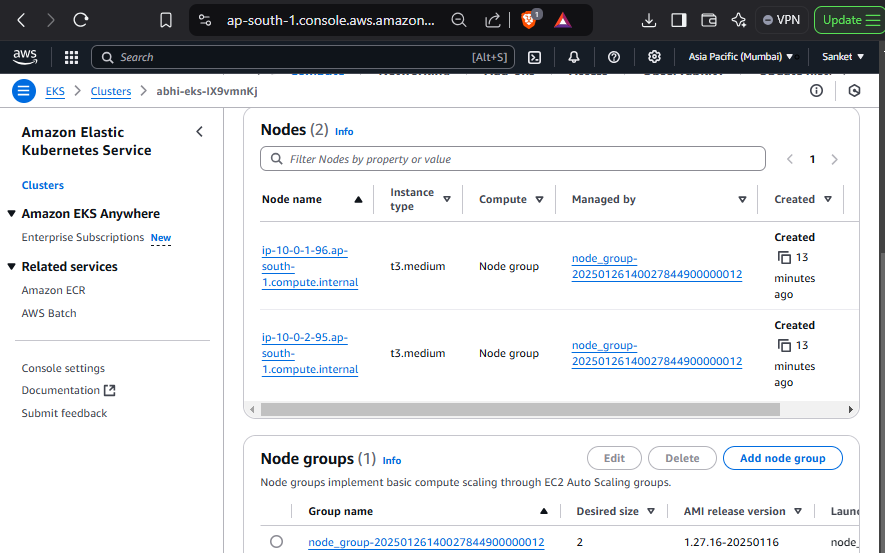 ap-south-1.console.aws.amazon...
1
VPN
Update
aws
Search
[Alt+S]
Asia Pacific (Mumbai)
Sanket
EKS
Clusters
abhi-eks-IX9vmnKj
Amazon Elastic
Kubernetes Service
Clusters
Amazon EKS Anywhere
Enterprise Subscriptions New
Related services
Amazon ECR
AWS Batch
Console settings
Documentation
Submit feedback
Nodes (2) Info
Filter Nodes by property or value
1
Node name
Instance
type
Compute
Managed by
Created
ip-10-0-1-96.ap-
south-
1.compute.internal
t3.medium
Node group
node_group-
20250126140027844900000012
Created
13
minutes
ago
ip-10-0-2-95.ap-
south-
1.compute.internal
t3.medium
Node group
node_group-
20250126140027844900000012
Created
13
minutes
ago
Node groups (1) Info
Edit
Delete
Add node group
Node groups implement basic compute scaling through EC2 Auto Scaling groups.
Group name
Desired size
AMI release version
Launc
node_group-20250126140027844900000012
2
1.27.16-20250116
node_